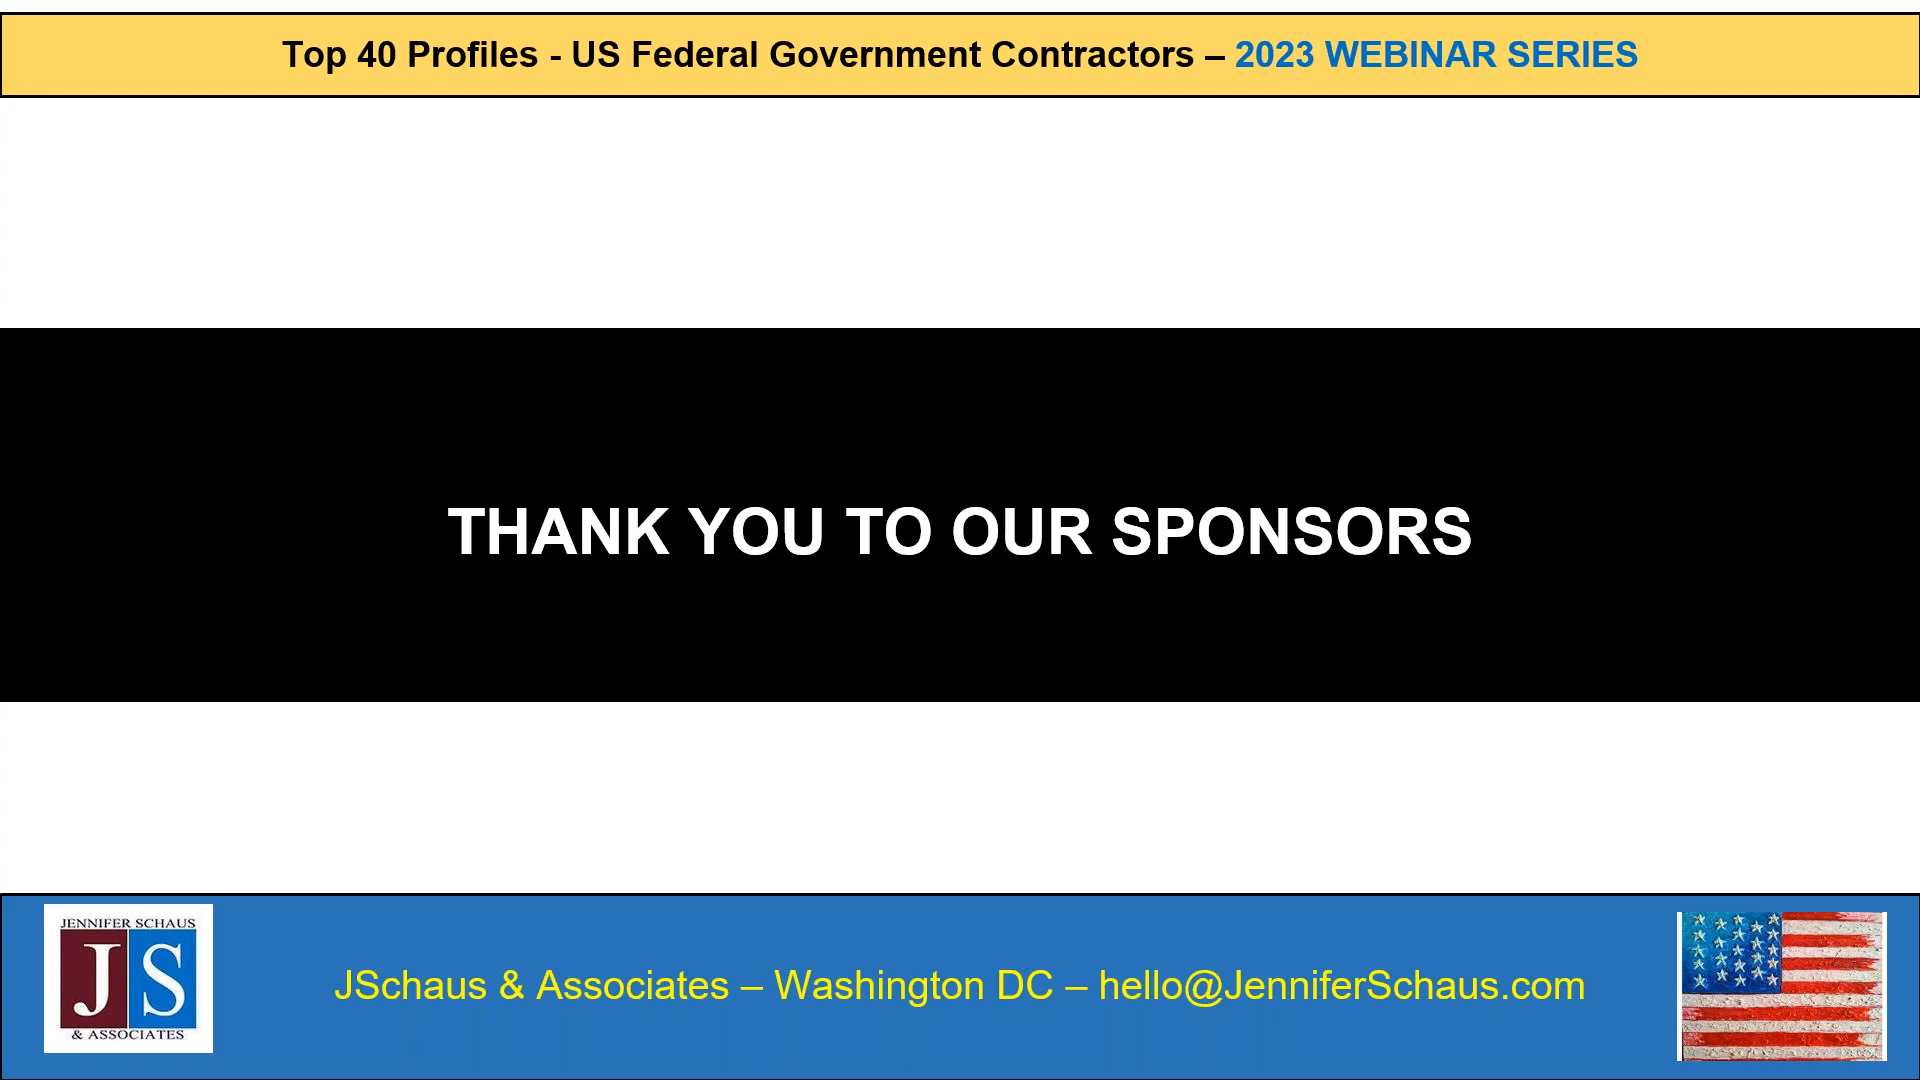 Top 40 Profiles - US Federal Government Contractors – 2023 WEBINAR SERIES
THANK YOU TO OUR SPONSORS
JENNIFER SCHAUS
JS
& ASSOCIATES
JSchaus & Associates – Washington DC – hello@JenniferSchaus.com